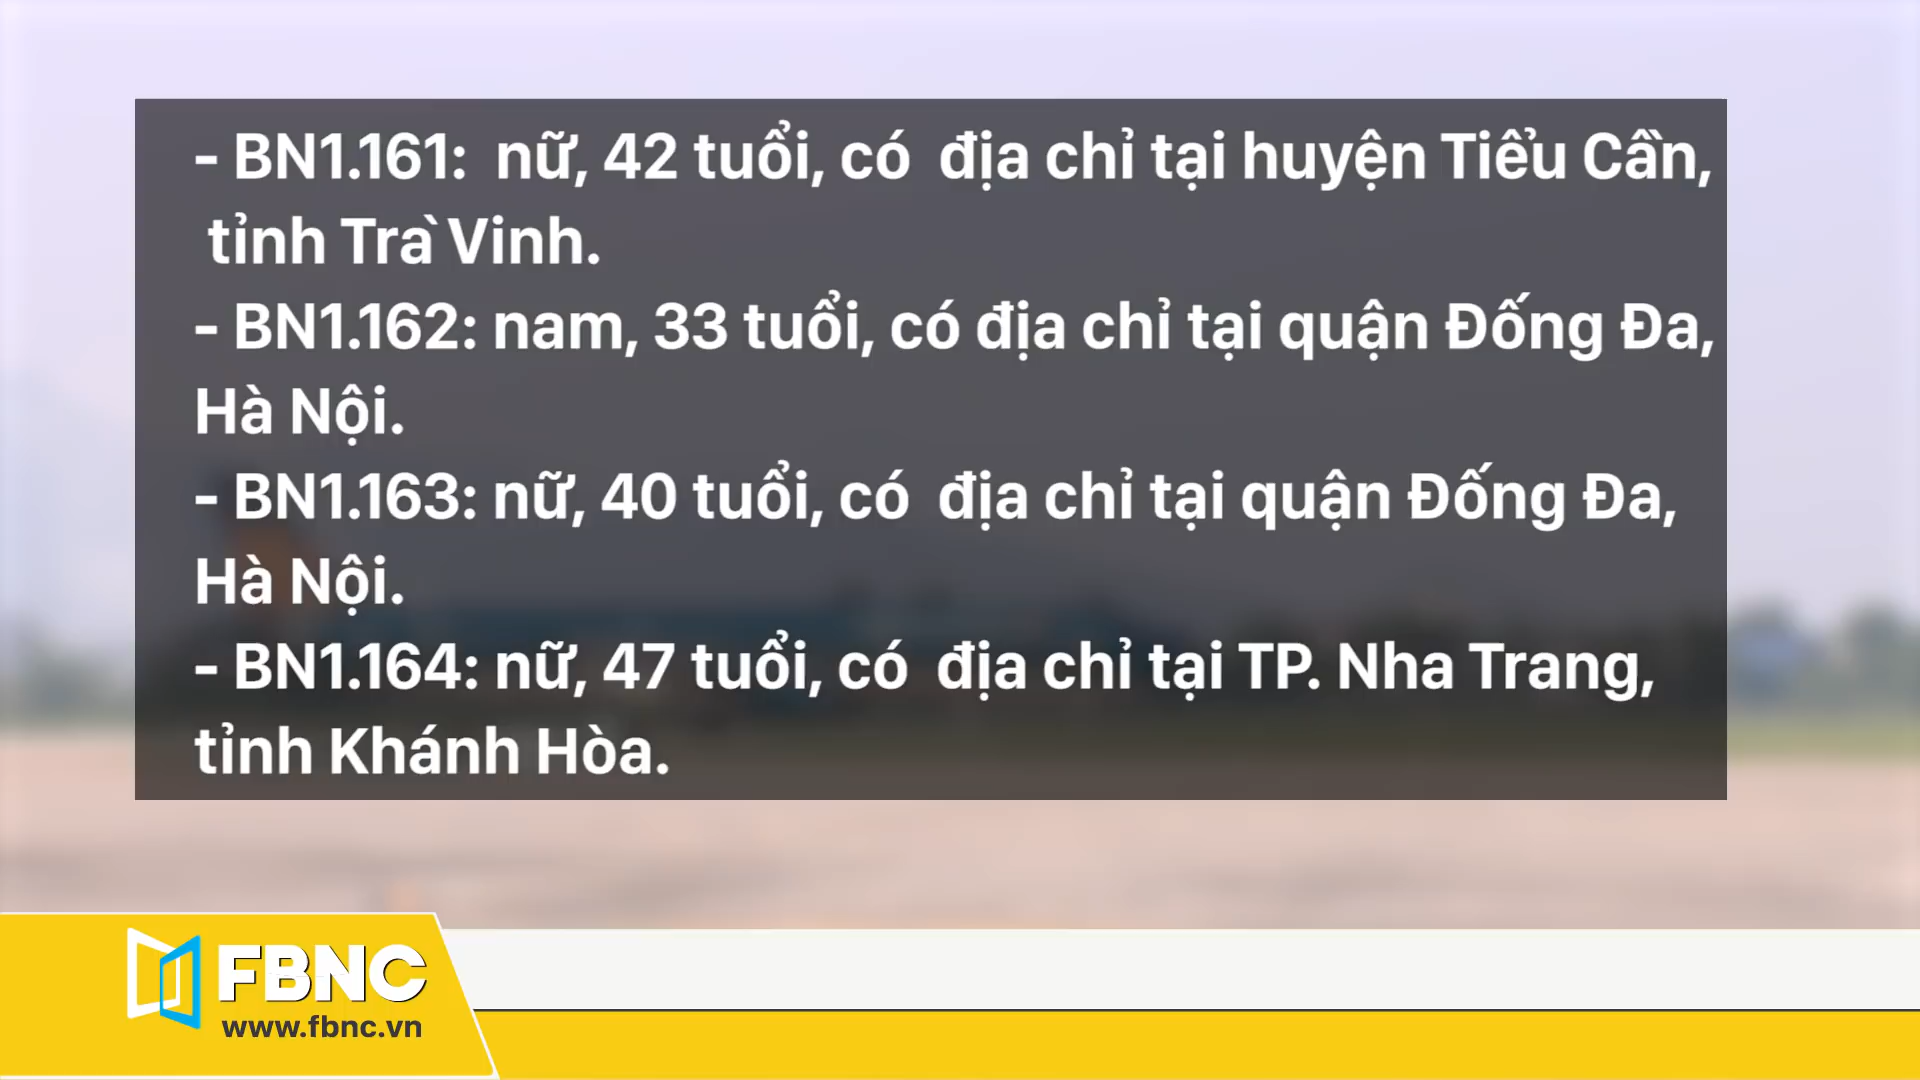 - BN1.161: nữ, 42 tuổi, có địa chỉ tại huyện Tiểu Cần,
tỉnh Trà Vinh.
- BN1.162: nam, 33 tuổi, có địa chỉ tại quận Đống Đa,
Hà Nội.
- BN1.163: nữ, 40 tuổi, có địa chỉ tại quận Đống Đa,
Hà Nội.
- BN1.164: nữ, 47 tuổi, có địa chỉ tại TP. Nha Trang,
tỉnh Khánh Hòa.
FBNC
www.fbnc.vn